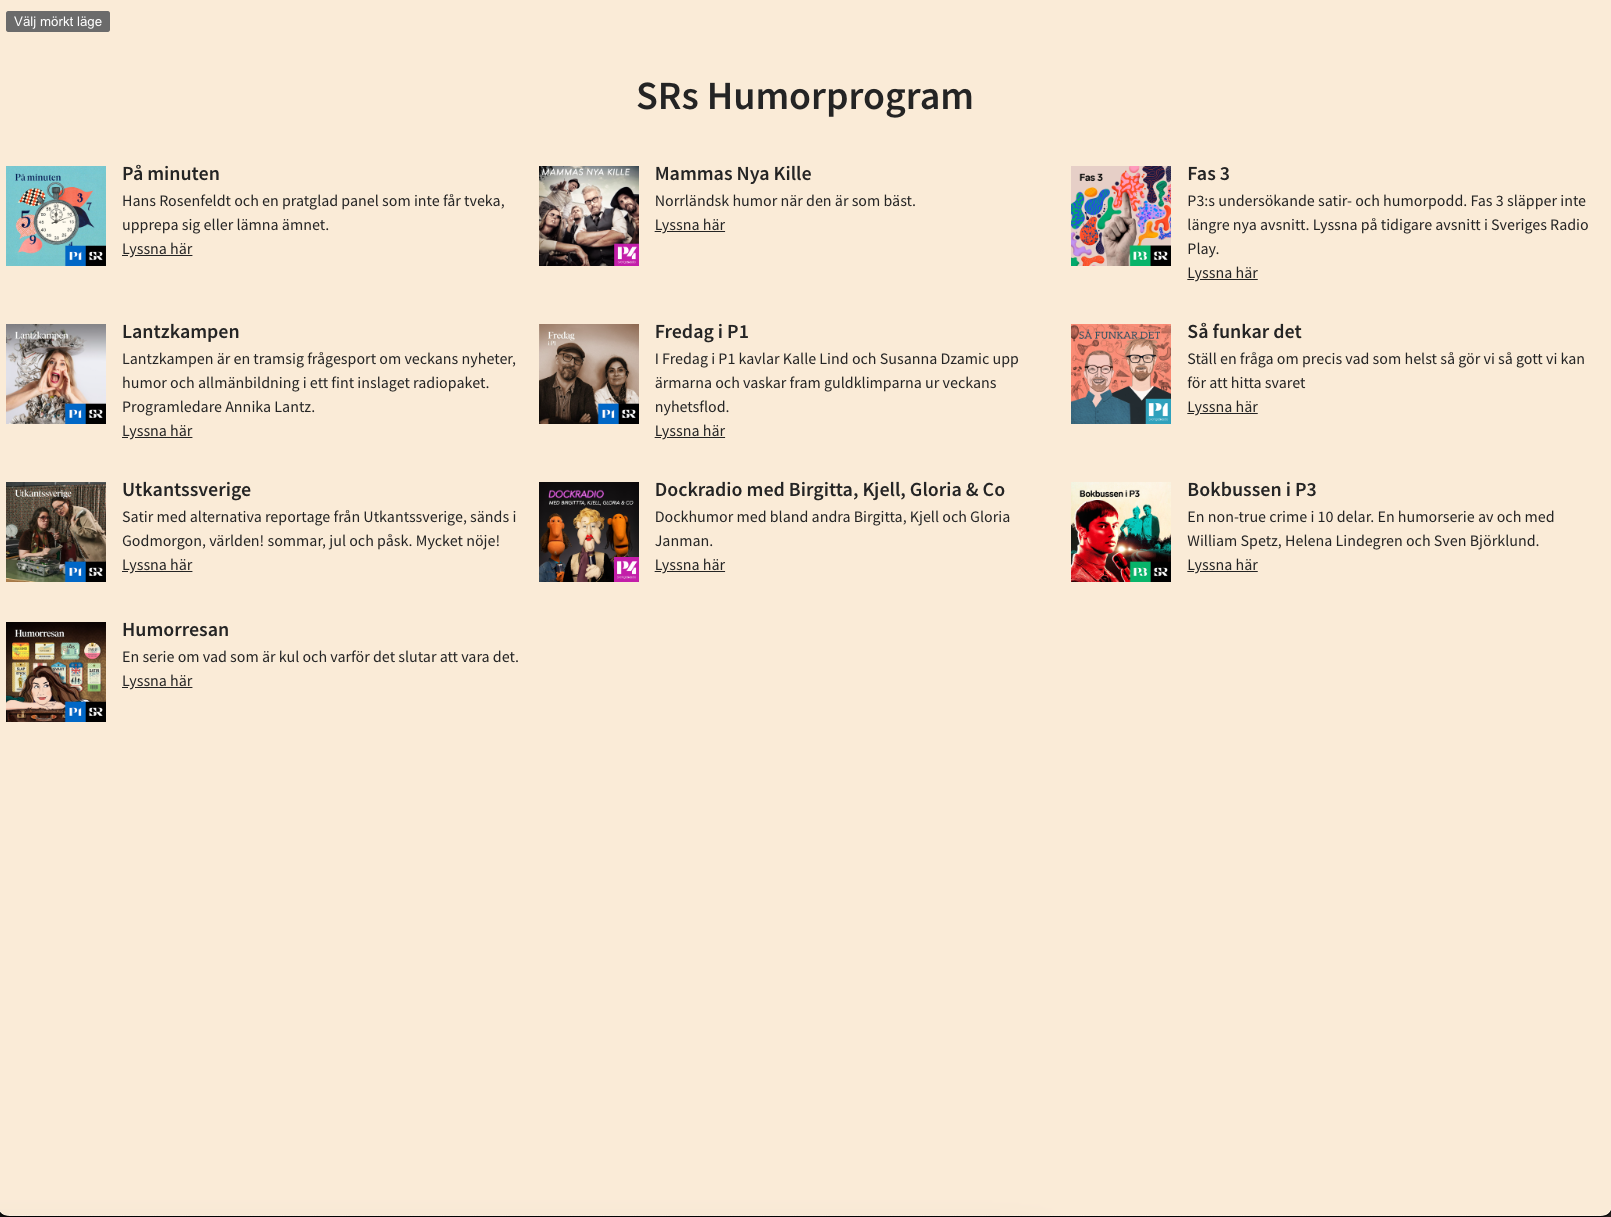 Välj mörkt läge
SRs Humorprogram
På minuten
På minuten
Hans Rosenfeldt och en pratglad panel som inte får tveka,
upprepa sig eller lämna ämnet.
Lyssna här
5
3
7
9
4
P1 SR
MAMMAS NYA KILLE
Mammas Nya Kille
Norrländsk humor när den är som bäst.
Lyssna här
P4
Fas 3
Fas 3
P3:s undersökande satir- och humorpodd. Fas 3 släpper inte
längre nya avsnitt. Lyssna på tidigare avsnitt i Sveriges Radio
Play.
Lyssna här
P3 SR
Lantzkampen
Lantzkampen
Lantzkampen är en tramsig frågesport om veckans nyheter,
humor och allmänbildning i ett fint inslaget radiopaket.
Programledare Annika Lantz.
Lyssna här
P1 SR
Fredag
i P1
Fredag i P1
I Fredag i P1 kavlar Kalle Lind och Susanna Dzamic upp
ärmarna och vaskar fram guldklimparna ur veckans
nyhetsflod.
Lyssna här
P1 SR
SÅ FUNKAR DET
Så funkar det
Ställ en fråga om precis vad som helst så gör vi så gott vi kan
för att hitta svaret
Lyssna här
P1
Utkantssverige
Utkantssverige
Satir med alternativa reportage från Utkantssverige, sänds i
Godmorgon, världen! sommar, jul och påsk. Mycket nöje!
Lyssna här
P1 SR
DOCKRADIO
MED BIRGITTA, KJELL, GLORIA & CO
Dockradio med Birgitta, Kjell, Gloria & Co
Dockhumor med bland andra Birgitta, Kjell och Gloria
Janman.
Lyssna här
P4
Bokbussen i P3
Bokbussen i P3
En non-true crime i 10 delar. En humorserie av och med
William Spetz, Helena Lindegren och Sven Björklund.
Lyssna här
P3 SR
Humorresan
Humorresan
En serie om vad som är kul och varför det slutar att vara det.
Lyssna här
P1 SR